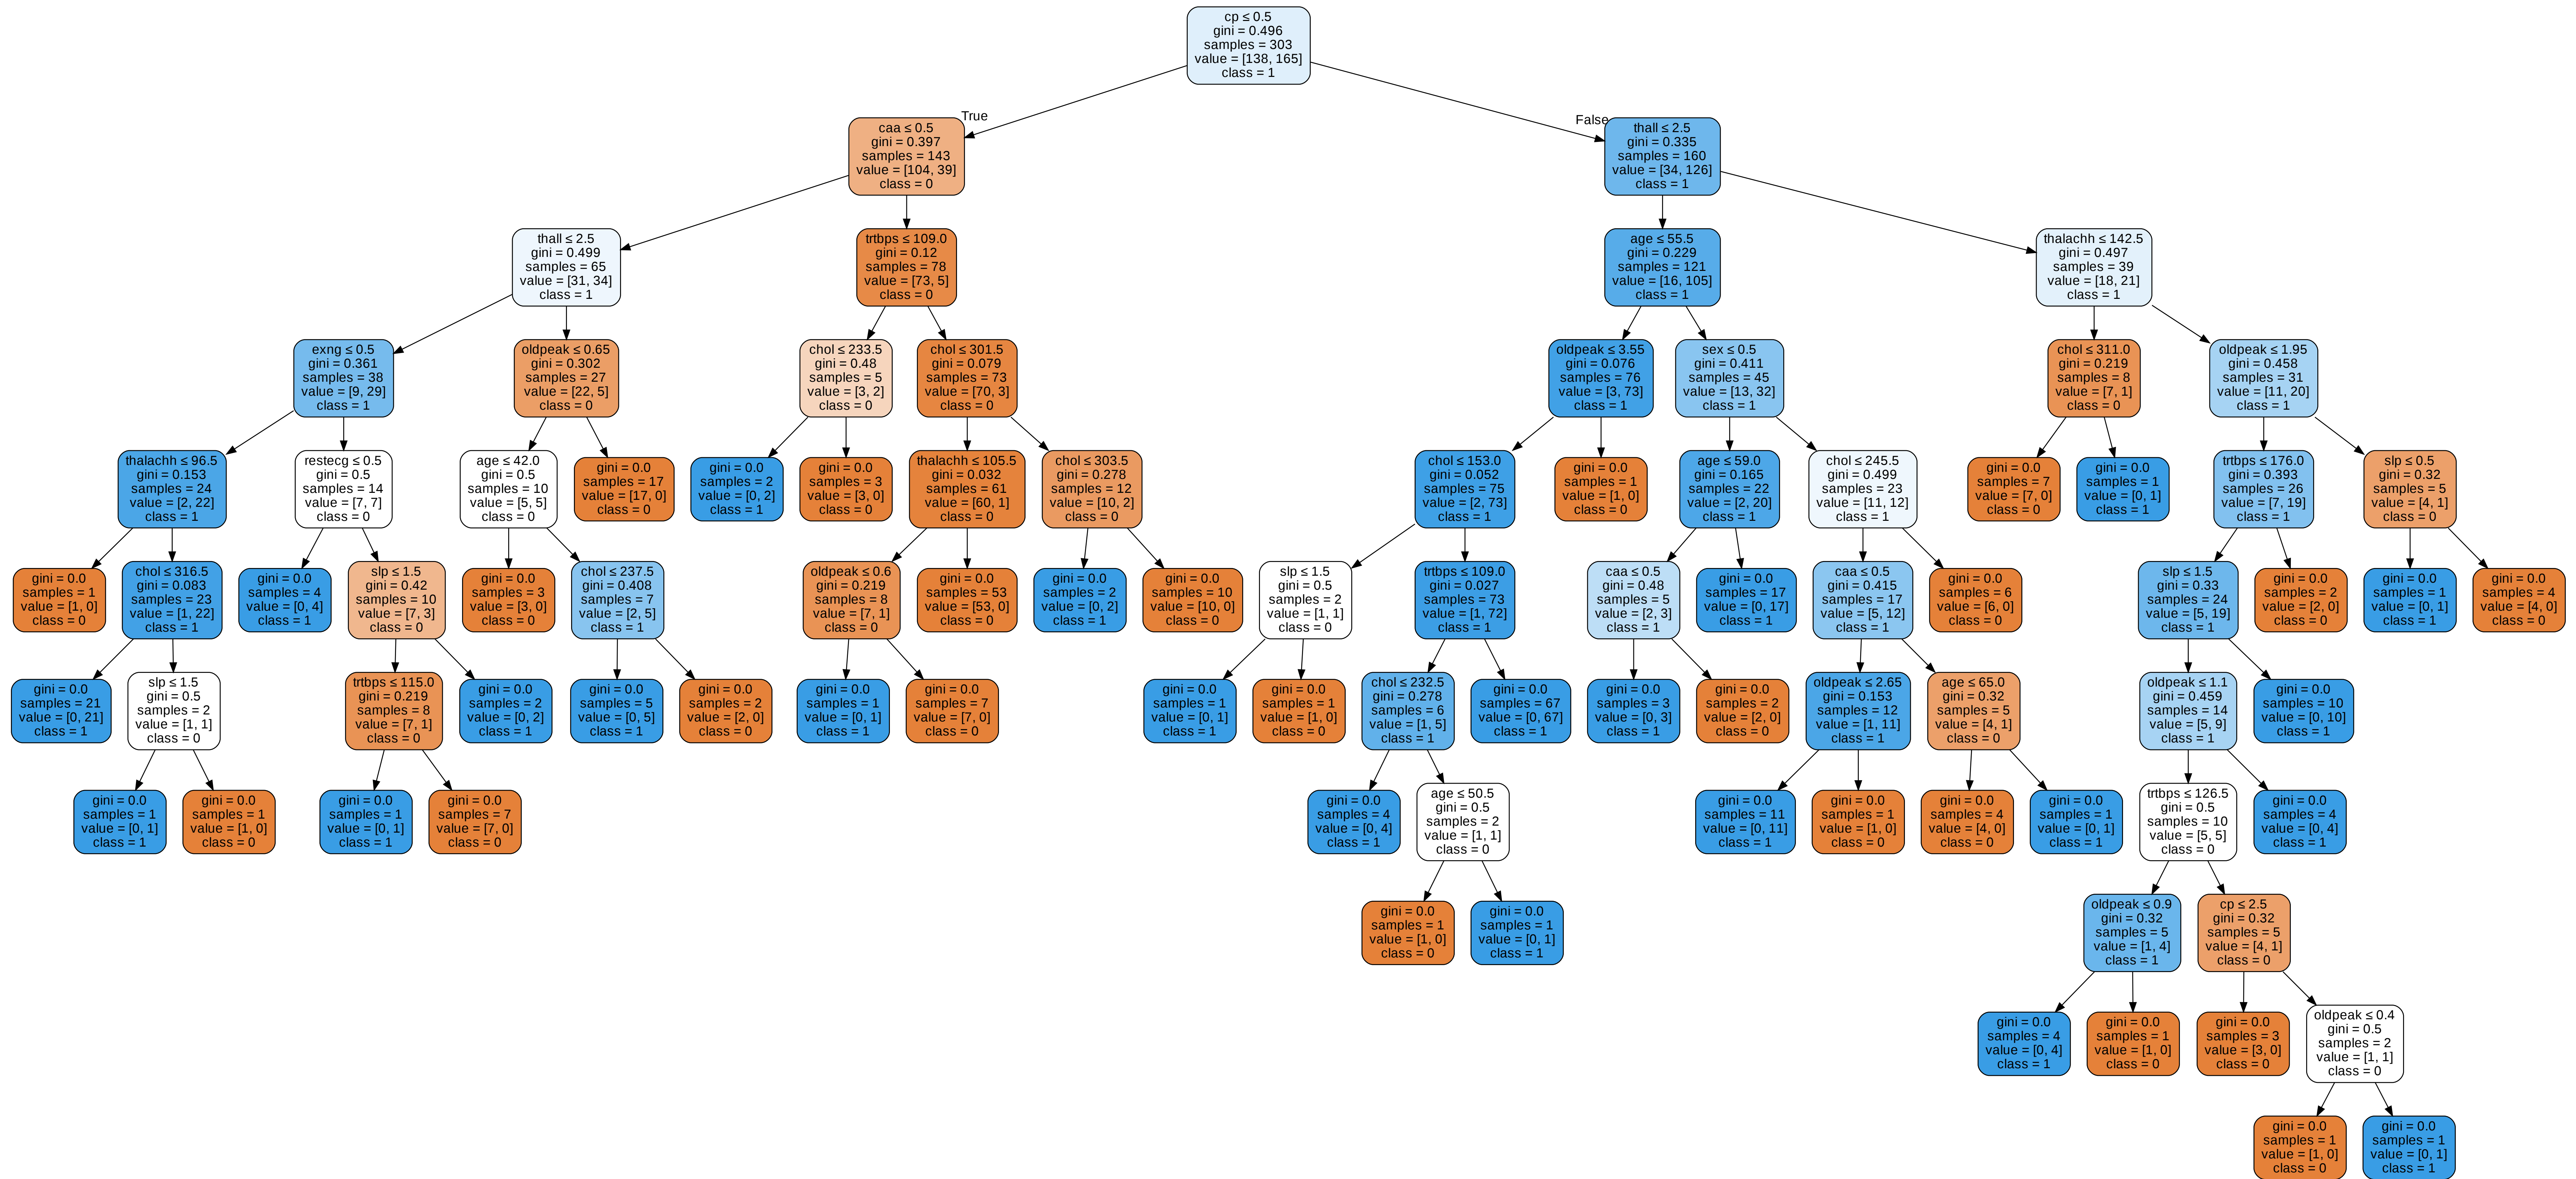 cp ≤ 0.5
gini = 0.496
samples = 303
value = [138, 165]
class = 1
True
False
caa ≤ 0.5
gini = 0.397
samples = 143
value = [104, 39]
class = 0
thall ≤ 2.5
gini = 0.335
samples = 160
value = [34, 126]
class = 1
thall ≤ 2.5
gini = 0.499
samples = 65
value = [31, 34]
class = 1
trtbps ≤ 109.0
gini = 0.12
samples = 78
value = [73, 5]
class = 0
age ≤ 55.5
gini = 0.229
samples = 121
value = [16, 105]
class = 1
thalachh ≤ 142.5
gini = 0.497
samples = 39
value = [18, 21]
class = 1
exng ≤ 0.5
gini = 0.361
samples = 38
value = [9, 29]
class = 1
oldpeak ≤ 0.65
gini = 0.302
samples = 27
value = [22, 5]
class = 0
chol ≤ 233.5
gini = 0.48
samples = 5
value = [3, 2]
class = 0
chol ≤ 301.5
gini = 0.079
samples = 73
value = [70, 3]
class = 0
oldpeak ≤ 3.55
gini = 0.076
samples = 76
value = [3, 73]
class = 1
sex ≤ 0.5
gini = 0.411
samples = 45
value = [13, 32]
class = 1
chol ≤ 311.0
gini = 0.219
samples = 8
value = [7, 1]
class = 0
oldpeak ≤ 1.95
gini = 0.458
samples = 31
value = [11, 20]
class = 1
thalachh ≤ 96.5
gini = 0.153
samples = 24
value = [2, 22]
class = 1
restecg ≤ 0.5
gini = 0.5
samples = 14
value = [7, 7]
class = 0
age ≤ 42.0
gini = 0.5
samples = 10
value = [5, 5]
class = 0
gini = 0.0
samples = 17
value = [17, 0]
class = 0
gini = 0.0
samples = 2
value = [0, 2]
class = 1
gini = 0.0
samples = 3
value = [3, 0]
class = 0
thalachh ≤ 105.5
gini = 0.032
samples = 61
value = [60, 1]
class = 0
chol ≤ 303.5
gini = 0.278
samples = 12
value = [10, 2]
class = 0
chol ≤ 153.0
gini = 0.052
samples = 75
value = [2, 73]
class = 1
gini = 0.0
samples = 1
value = [1, 0]
class = 0
age ≤ 59.0
gini = 0.165
samples = 22
value = [2, 20]
class = 1
chol ≤ 245.5
gini = 0.499
samples = 23
value = [11, 12]
class = 1
gini = 0.0
samples = 7
value = [7, 0]
class = 0
gini = 0.0
samples = 1
value = [0, 1]
class = 1
trtbps ≤ 176.0
gini = 0.393
samples = 26
value = [7, 19]
class = 1
slp ≤ 0.5
gini = 0.32
samples = 5
value = [4, 1]
class = 0
gini = 0.0
samples = 1
value = [1, 0]
class = 0
chol ≤ 316.5
gini = 0.083
samples = 23
value = [1, 22]
class = 1
gini = 0.0
samples = 4
value = [0, 4]
class = 1
slp ≤ 1.5
gini = 0.42
samples = 10
value = [7, 3]
class = 0
gini = 0.0
samples = 3
value = [3, 0]
class = 0
chol ≤ 237.5
gini = 0.408
samples = 7
value = [2, 5]
class = 1
oldpeak ≤ 0.6
gini = 0.219
samples = 8
value = [7, 1]
class = 0
gini = 0.0
samples = 53
value = [53, 0]
class = 0
gini = 0.0
samples = 2
value = [0, 2]
class = 1
gini = 0.0
samples = 10
value = [10, 0]
class = 0
slp ≤ 1.5
gini = 0.5
samples = 2
value = [1, 1]
class = 0
trtbps ≤ 109.0
gini = 0.027
samples = 73
value = [1, 72]
class = 1
caa ≤ 0.5
gini = 0.48
samples = 5
value = [2, 3]
class = 1
gini = 0.0
samples = 17
value = [0, 17]
class = 1
caa ≤ 0.5
gini = 0.415
samples = 17
value = [5, 12]
class = 1
gini = 0.0
samples = 6
value = [6, 0]
class = 0
slp ≤ 1.5
gini = 0.33
samples = 24
value = [5, 19]
class = 1
gini = 0.0
samples = 2
value = [2, 0]
class = 0
gini = 0.0
samples = 1
value = [0, 1]
class = 1
gini = 0.0
samples = 4
value = [4, 0]
class = 0
gini = 0.0
samples = 21
value = [0, 21]
class = 1
slp ≤ 1.5
gini = 0.5
samples = 2
value = [1, 1]
class = 0
trtbps ≤ 115.0
gini = 0.219
samples = 8
value = [7, 1]
class = 0
gini = 0.0
samples = 2
value = [0, 2]
class = 1
gini = 0.0
samples = 5
value = [0, 5]
class = 1
gini = 0.0
samples = 2
value = [2, 0]
class = 0
gini = 0.0
samples = 1
value = [0, 1]
class = 1
gini = 0.0
samples = 7
value = [7, 0]
class = 0
gini = 0.0
samples = 1
value = [0, 1]
class = 1
gini = 0.0
samples = 1
value = [1, 0]
class = 0
chol ≤ 232.5
gini = 0.278
samples = 6
value = [1, 5]
class = 1
gini = 0.0
samples = 67
value = [0, 67]
class = 1
gini = 0.0
samples = 3
value = [0, 3]
class = 1
gini = 0.0
samples = 2
value = [2, 0]
class = 0
oldpeak ≤ 2.65
gini = 0.153
samples = 12
value = [1, 11]
class = 1
age ≤ 65.0
gini = 0.32
samples = 5
value = [4, 1]
class = 0
oldpeak ≤ 1.1
gini = 0.459
samples = 14
value = [5, 9]
class = 1
gini = 0.0
samples = 10
value = [0, 10]
class = 1
gini = 0.0
samples = 1
value = [0, 1]
class = 1
gini = 0.0
samples = 1
value = [1, 0]
class = 0
gini = 0.0
samples = 1
value = [0, 1]
class = 1
gini = 0.0
samples = 7
value = [7, 0]
class = 0
gini = 0.0
samples = 4
value = [0, 4]
class = 1
age ≤ 50.5
gini = 0.5
samples = 2
value = [1, 1]
class = 0
gini = 0.0
samples = 11
value = [0, 11]
class = 1
gini = 0.0
samples = 1
value = [1, 0]
class = 0
gini = 0.0
samples = 4
value = [4, 0]
class = 0
gini = 0.0
samples = 1
value = [0, 1]
class = 1
trtbps ≤ 126.5
gini = 0.5
samples = 10
value = [5, 5]
class = 0
gini = 0.0
samples = 4
value = [0, 4]
class = 1
gini = 0.0
samples = 1
value = [1, 0]
class = 0
gini = 0.0
samples = 1
value = [0, 1]
class = 1
oldpeak ≤ 0.9
gini = 0.32
samples = 5
value = [1, 4]
class = 1
cp ≤ 2.5
gini = 0.32
samples = 5
value = [4, 1]
class = 0
gini = 0.0
samples = 4
value = [0, 4]
class = 1
gini = 0.0
samples = 1
value = [1, 0]
class = 0
gini = 0.0
samples = 3
value = [3, 0]
class = 0
oldpeak ≤ 0.4
gini = 0.5
samples = 2
value = [1, 1]
class = 0
gini = 0.0
samples = 1
value = [1, 0]
class = 0
gini = 0.0
samples = 1
value = [0, 1]
class = 1